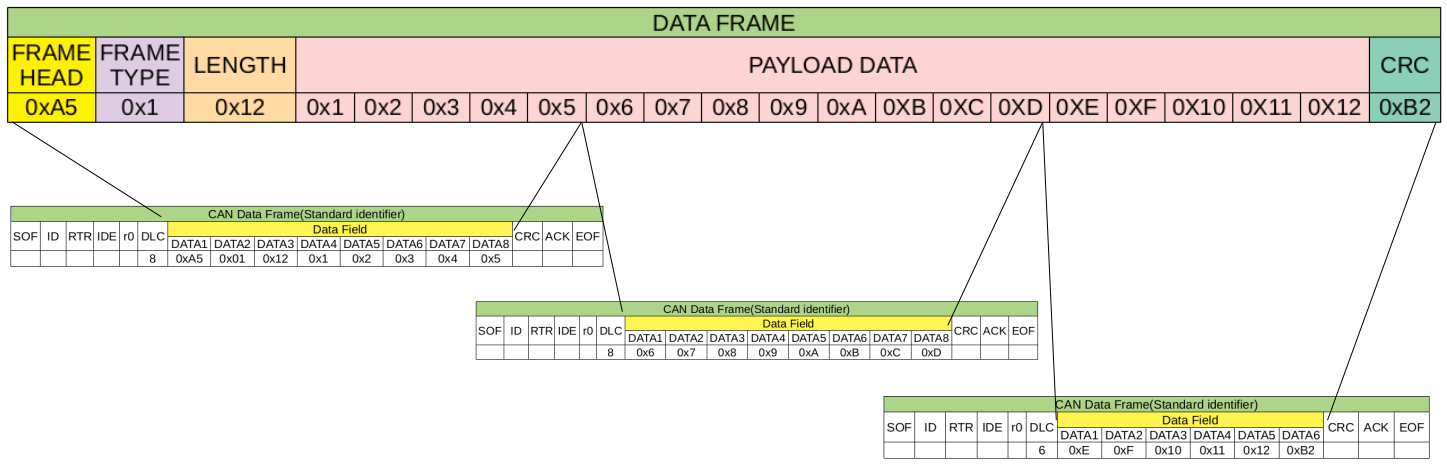 DATA FRAME
FRAME HEAD FRAME TYPE LENGTH PAYLOAD DATA CRC
0xA5 0x1 0x12 0x1 0x2 0x3 0x4 0x5 0x6 0x7 0x8 0x9 0xA 0XB 0XC 0XD 0XE 0XF 0X10 0X11 0X12 0xB2
CAN Data Frame(Standard identifier)
SOF ID RTR IDE r0 DLC Data Field CRC ACK EOF
DATA1 DATA2 DATA3 DATA4 DATA5 DATA6 DATA7 DATA8
8 0xA5 0x01 0x12 0x1 0x2 0x3 0x4 0x5
CAN Data Frame(Standard identifier)
SOF ID RTR IDE r0 DLC Data Field CRC ACK EOF
DATA1 DATA2 DATA3 DATA4 DATA5 DATA6 DATA7 DATA8
8 0x6 0x7 0x8 0x9 0xA 0xB 0xC 0xD
CAN Data Frame(Standard identifier)
SOF ID RTR IDE r0 DLC Data Field CRC ACK EOF
DATA1 DATA2 DATA3 DATA4 DATA5 DATA6
6 0xE 0xF 0x10 0x11 0x12 0xB2